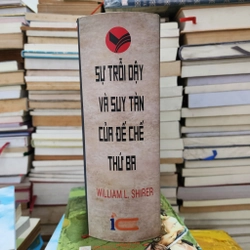 SỰ TRỖI DẬY
VÀ SUY TÀN
CỦA ĐẾ CHẾ
THỨ BA
WILLIAM L. SHIRER